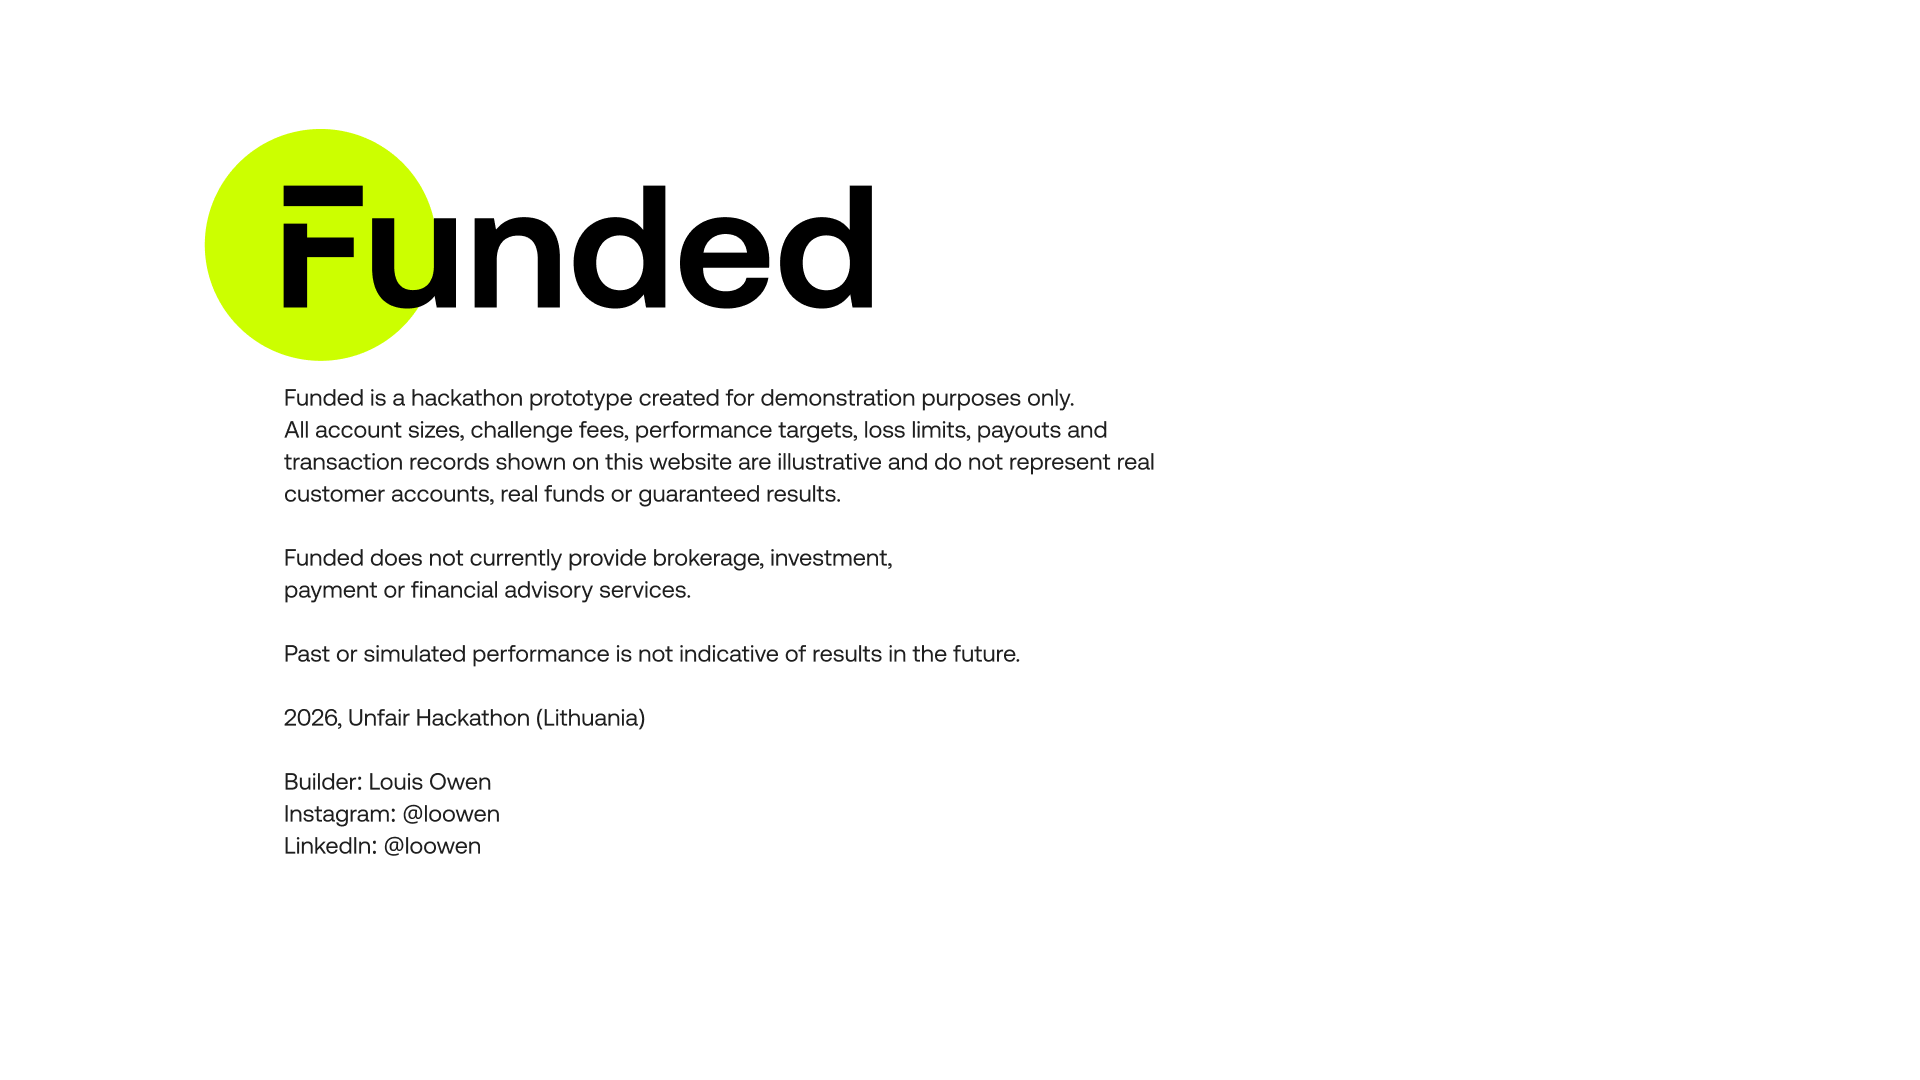 Funded
Funded is a hackathon prototype created for demonstration purposes only.
All account sizes, challenge fees, performance targets, loss limits, payouts and
transaction records shown on this website are illustrative and do not represent real
customer accounts, real funds or guaranteed results.
Funded does not currently provide brokerage, investment,
payment or financial advisory services.
Past or simulated performance is not indicative of results in the future.
2026, Unfair Hackathon (Lithuania)
Builder: Louis Owen
Instagram: @loowen
LinkedIn: @loowen